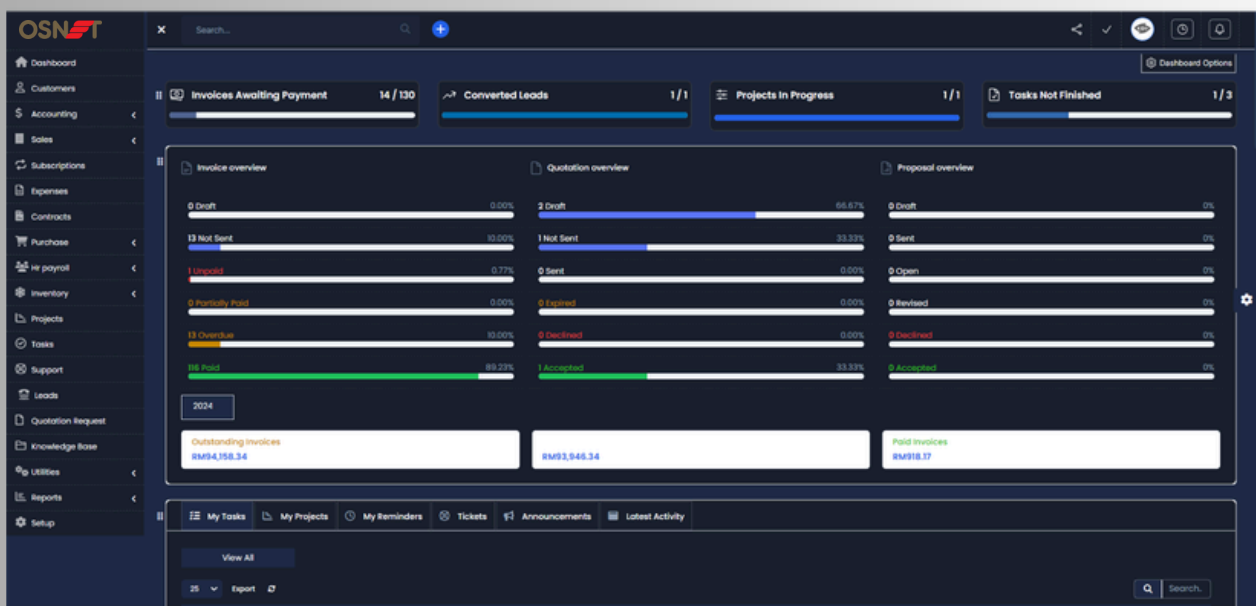 OSNET
Search...
Dashboard
Customers
Accounting
Sales
Subscriptions
Expenses
Contracts
Purchase
Hr payroll
Inventory
Projects
Tasks
Support
Leads
Quotation Request
Knowledge Base
Utilities
Reports
Setup
Dashboard Options
Invoices Awaiting Payment 14 / 130
Converted Leads 1 / 1
Projects In Progress 1 / 1
Tasks Not Finished 1 / 3
Invoice overview
0 Draft 0.00%
13 Not Sent 10.00%
1 Unpaid 0.77%
0 Partially Paid 0.00%
13 Overdue 10.00%
116 Paid 89.23%
Quotation overview
2 Draft 66.67%
1 Not Sent 33.33%
0 Sent 0.00%
0 Expired 0.00%
0 Declined 0.00%
1 Accepted 33.33%
Proposal overview
0 Draft 0%
0 Sent 0%
0 Open 0%
0 Revised 0%
0 Declined 0%
0 Accepted 0%
2024
Outstanding Invoices
RM94,158.34
RM93,946.34
Paid Invoices
RM918.17
My Tasks My Projects My Reminders Tickets Announcements Latest Activity
View All
25 Export
Search..